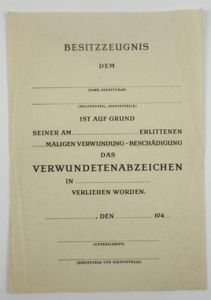 BESITZZEUGNIS
DEM
(NAME, DIENSTGRAD)
(TRUPPENTEIL, DIENSTSTELLE)
IST AUF GRUND
SEINER AM ERLITTENEN
MALIGEN VERWUNDUNG-BESCHÄDIGUNG
DAS
VERWUNDETENABZEICHEN
IN
VERLIEHEN WORDEN.
, DEN 194
(UNTERSCHRIFT)
(DIENSTGRAD UND DIENSTSTELLE)